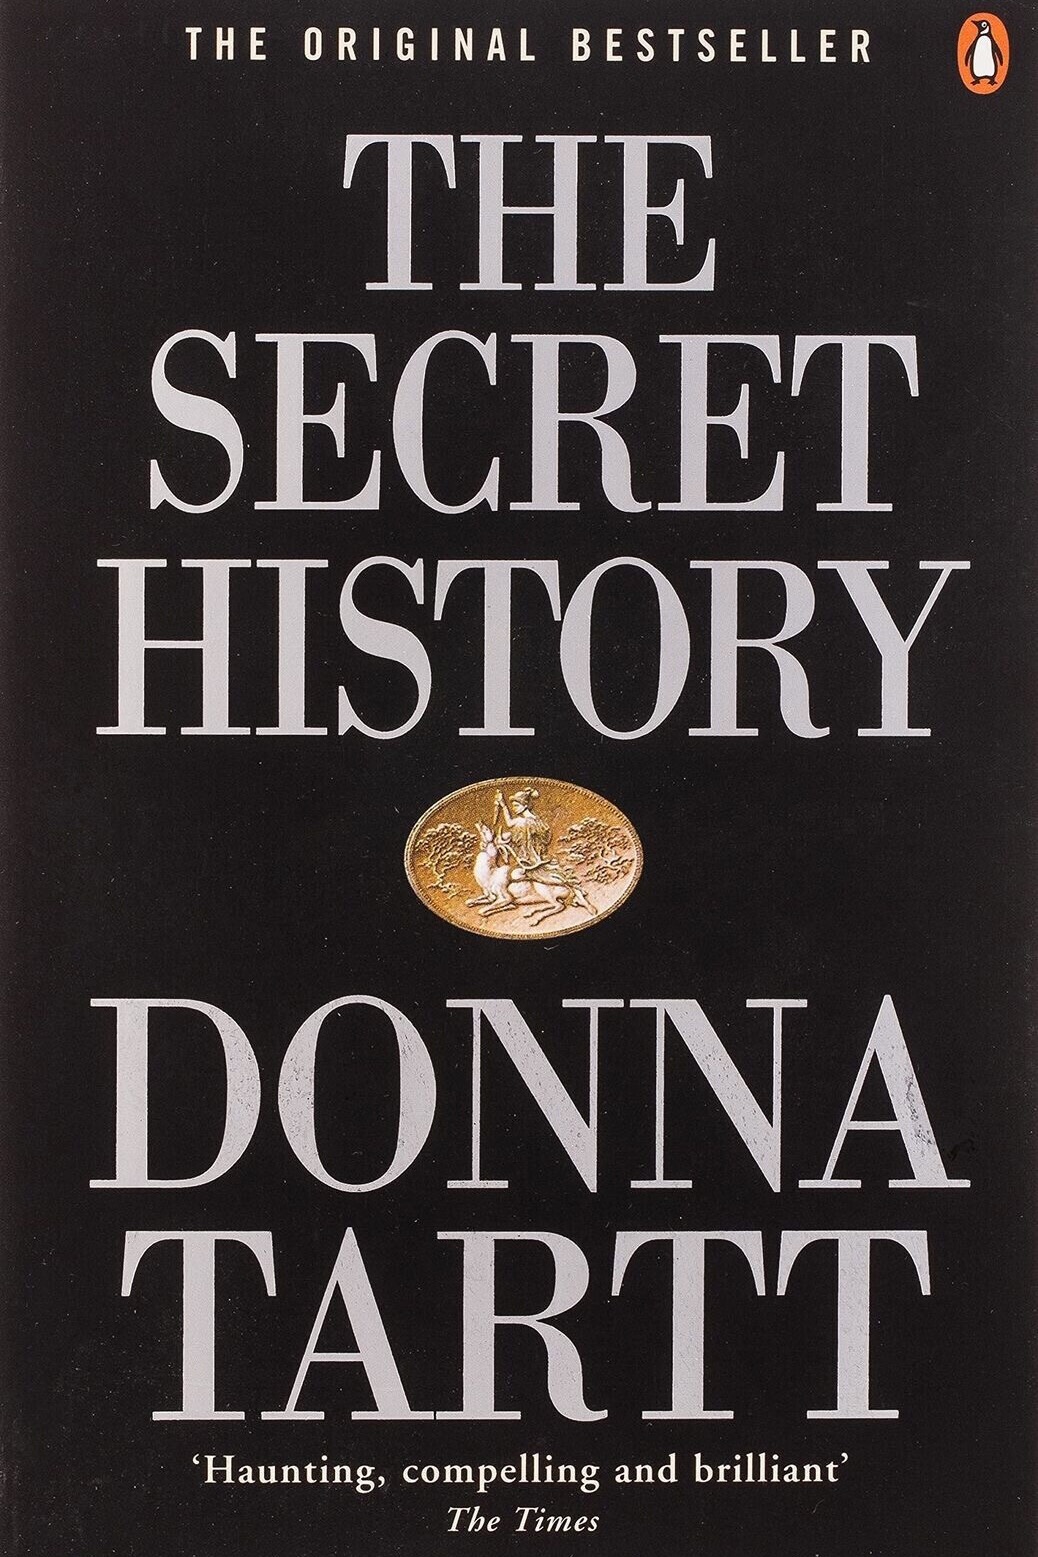 THE ORIGINAL BESTSELLER
THE
SECRET
HISTORY
DONNA
TARTT
‘Haunting, compelling and brilliant’
The Times